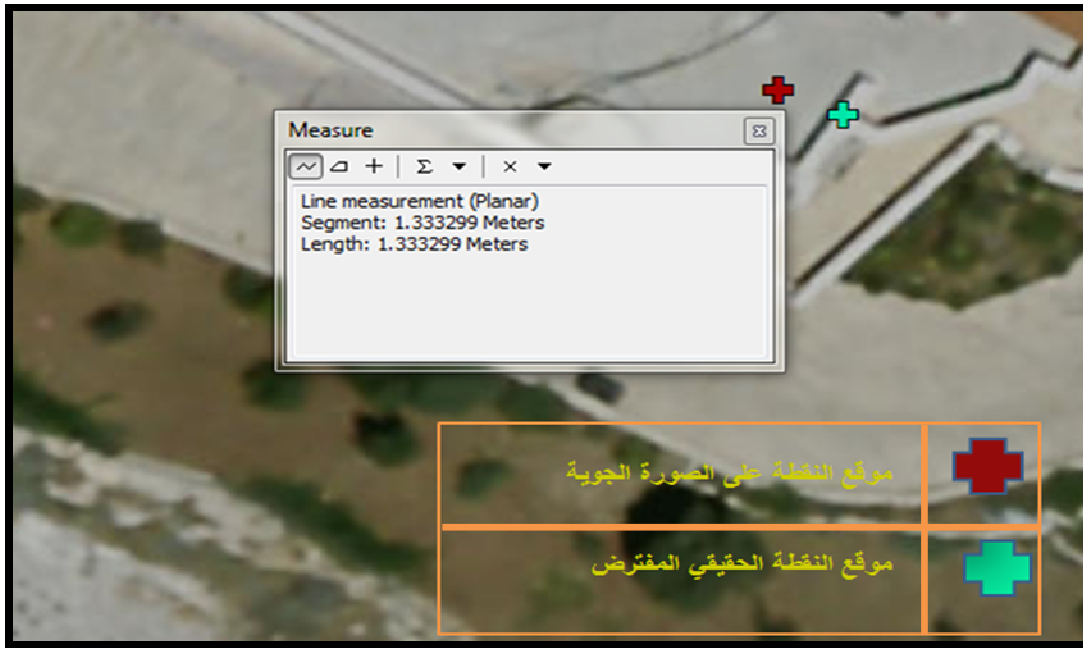 Measure
Line measurement (Planar)
Segment: 1.333299 Meters
Length: 1.333299 Meters
موقع النقطة على الصورة الجوية
موقع النقطة الحقيقي المفترض